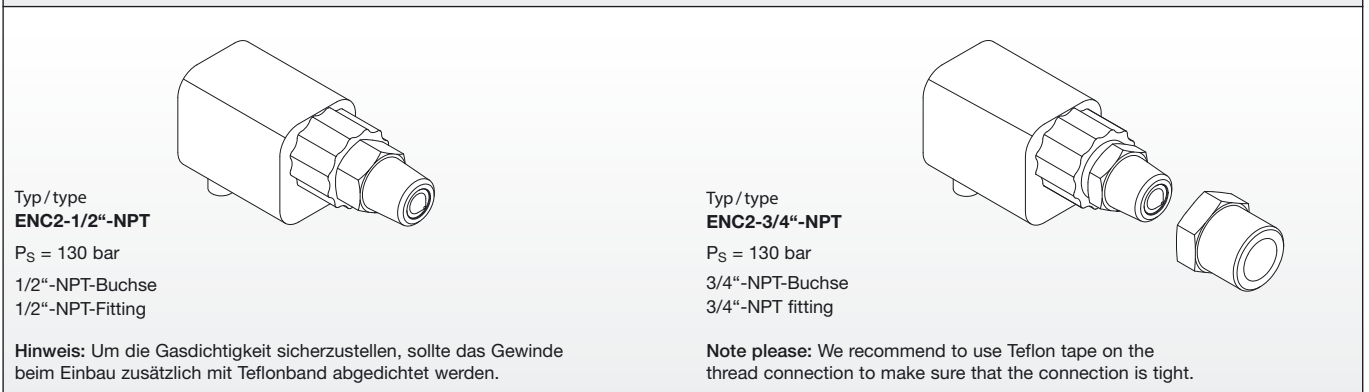 Typ/type
ENC2-1/2“-NPT
PS = 130 bar
1/2“-NPT-Buchse
1/2“-NPT-Fitting
Hinweis: Um die Gasdichtigkeit sicherzustellen, sollte das Gewinde
beim Einbau zusätzlich mit Teflonband abgedichtet werden.
Typ/type
ENC2-3/4“-NPT
PS = 130 bar
3/4“-NPT-Buchse
3/4“-NPT fitting
Note please: We recommend to use Teflon tape on the
thread connection to make sure that the connection is tight.